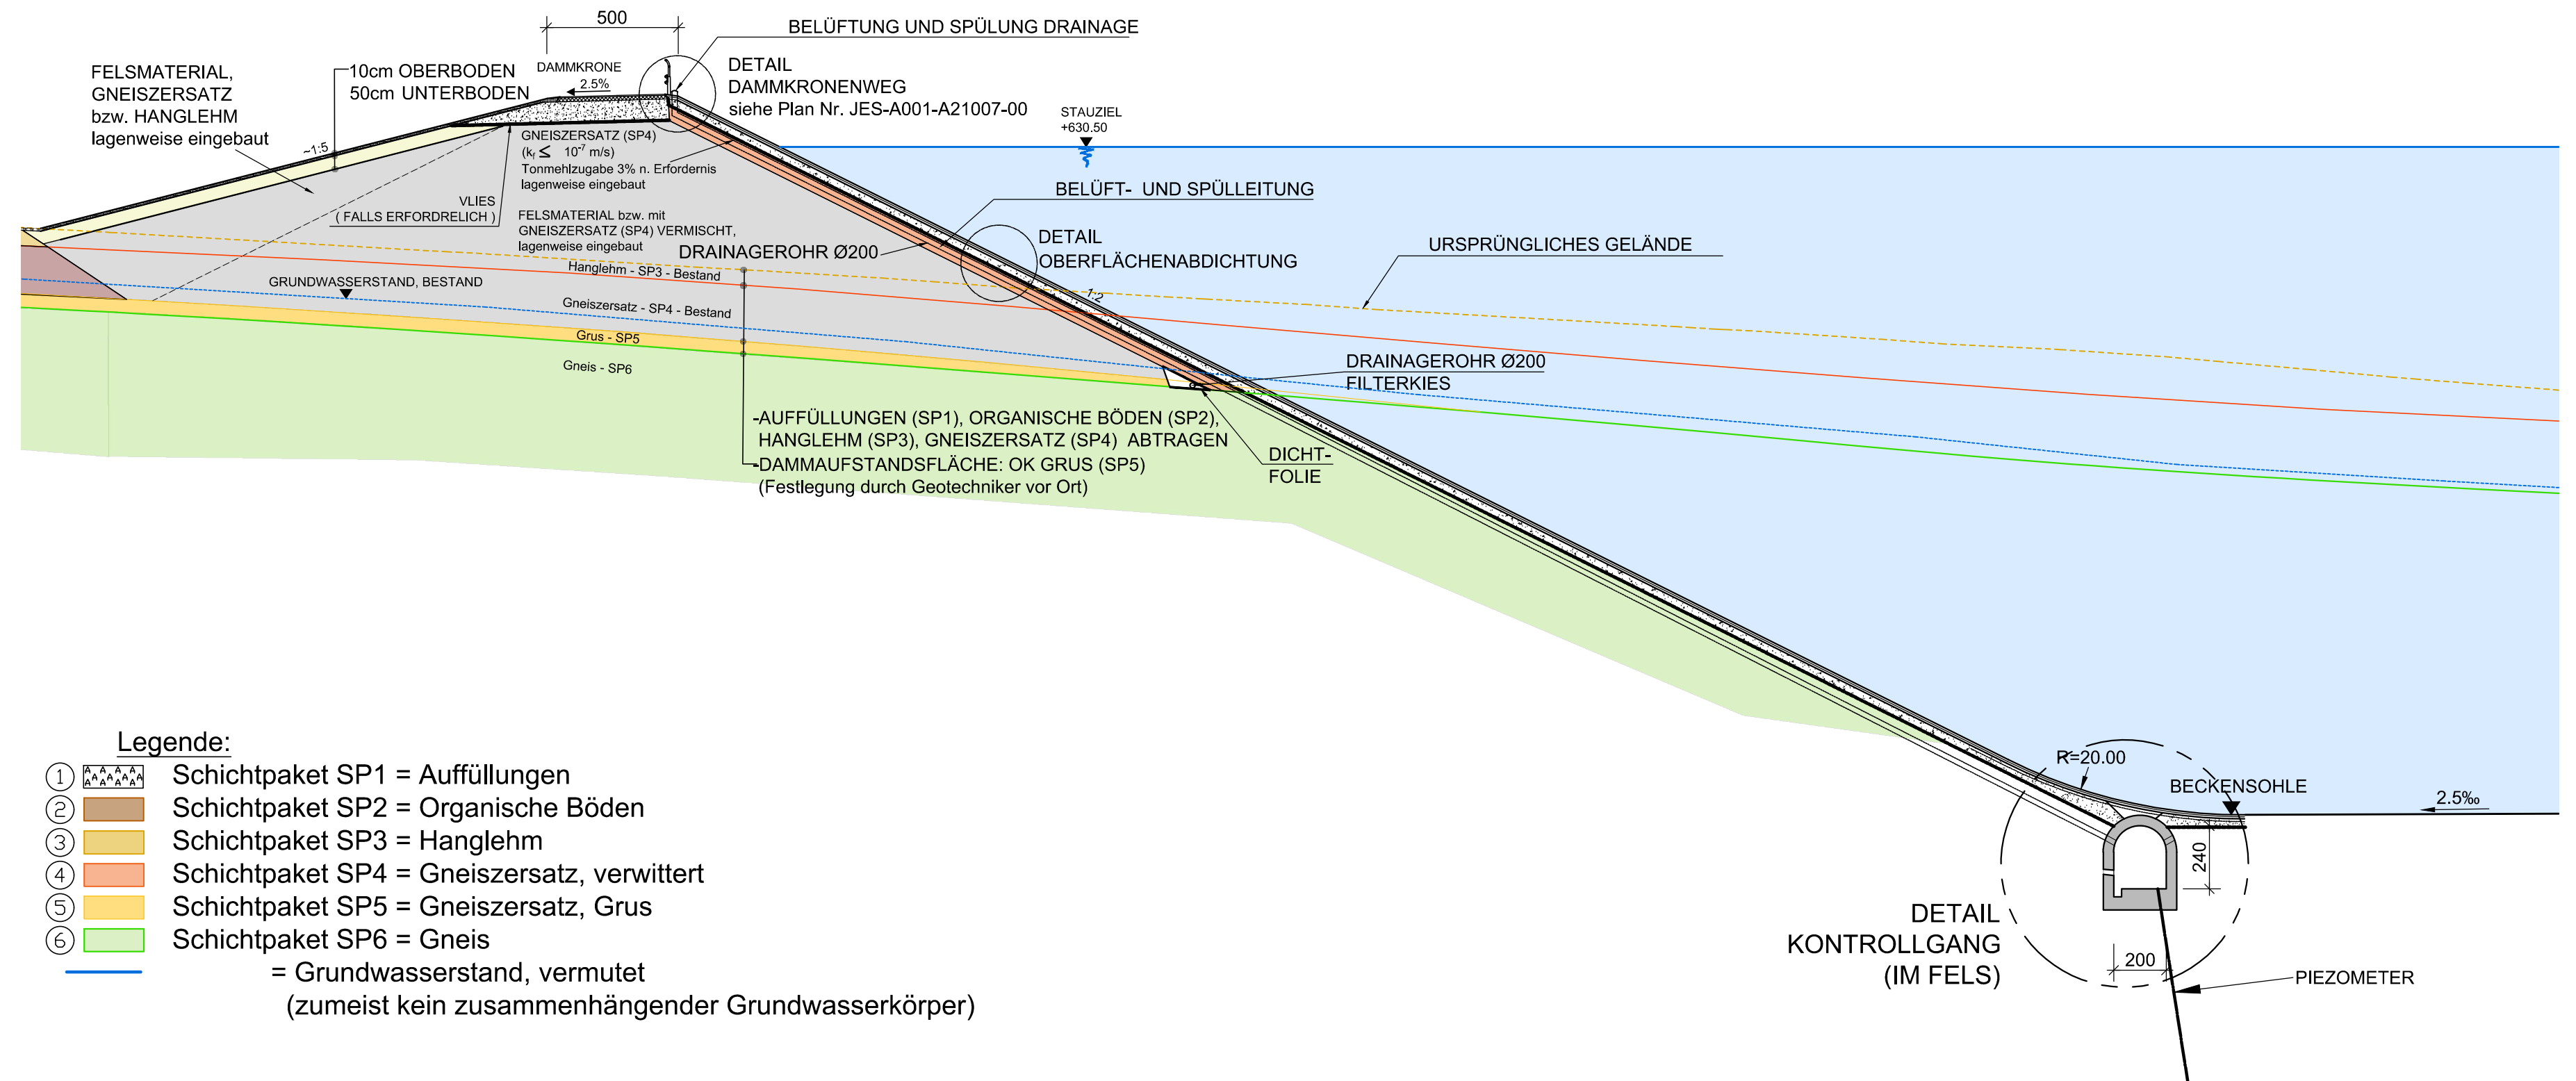 500
BELÜFTUNG UND SPÜLUNG DRAINAGE
FELSMATERIAL,
GNEISZERSATZ
bzw. HANGLEHM
lagenweise eingebaut
10cm OBERBODEN
50cm UNTERBODEN
DAMMKRONE
2.5%
DETAIL
DAMMKRONENWEG
siehe Plan Nr. JES-A001-A21007-00
STAUZIEL
+630.50
~1:5
GNEISZERSATZ (SP4)
(kf ≤ 10-7 m/s)
Tonmehlzugabe 3% n. Erfordernis
lagenweise eingebaut
VLIES
( FALLS ERFORDRELICH )
FELSMATERIAL bzw. mit
GNEISZERSATZ (SP4) VERMISCHT,
lagenweise eingebaut
BELÜFT- UND SPÜLLEITUNG
DRAINAGEROHR Ø200
DETAIL
OBERFLÄCHENABDICHTUNG
URSPRÜNGLICHES GELÄNDE
Hanglehm - SP3 - Bestand
GRUNDWASSERSTAND, BESTAND
Gneiszersatz - SP4 - Bestand
1:2
Grus - SP5
Gneis - SP6
DRAINAGEROHR Ø200
FILTERKIES
-AUFFÜLLUNGEN (SP1), ORGANISCHE BÖDEN (SP2),
HANGLEHM (SP3), GNEISZERSATZ (SP4) ABTRAGEN
-DAMMAUFSTANDSFLÄCHE: OK GRUS (SP5)
(Festlegung durch Geotechniker vor Ort)
DICHT-
FOLIE
Legende:
1 Schichtpaket SP1 = Auffüllungen
2 Schichtpaket SP2 = Organische Böden
3 Schichtpaket SP3 = Hanglehm
4 Schichtpaket SP4 = Gneiszersatz, verwittert
5 Schichtpaket SP5 = Gneiszersatz, Grus
6 Schichtpaket SP6 = Gneis
= Grundwasserstand, vermutet
(zumeist kein zusammenhängender Grundwasserkörper)
R=20.00
BECKENSOHLE
2.5‰
240
DETAIL
KONTROLLGANG
(IM FELS)
200
PIEZOMETER